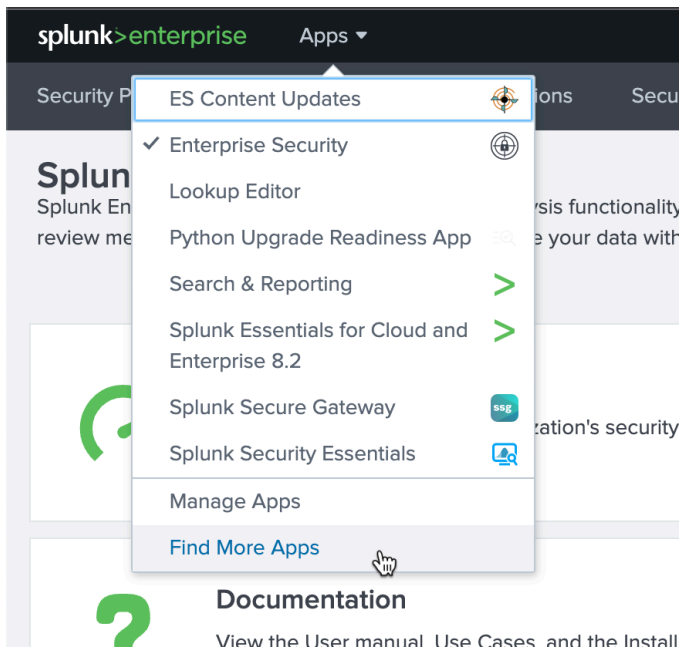 splunk>enterprise Apps
Security P
ions Secu
ES Content Updates
Enterprise Security
Lookup Editor
Python Upgrade Readiness App
Search & Reporting
Splunk Essentials for Cloud and
Enterprise 8.2
Splunk Secure Gateway
ssg
Splunk Security Essentials
Manage Apps
Find More Apps
Splun
Splunk En
sis functionality
review me
e your data with
zation's security
Documentation
View the User manual, Use Cases, and the Install